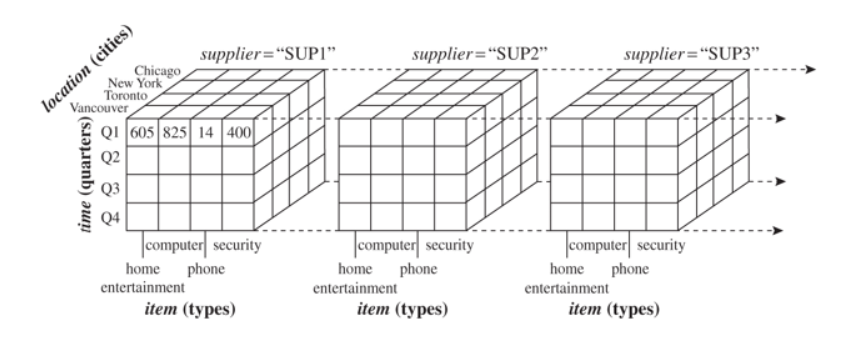 supplier = “SUP1” supplier = “SUP2” supplier = “SUP3”
location (cities)
Chicago
New York
Toronto
Vancouver
time (quarters)
Q1 605 825 14 400
Q2
Q3
Q4
computer security computer security computer security
home phone home phone home phone
entertainment entertainment entertainment
item (types) item (types) item (types)